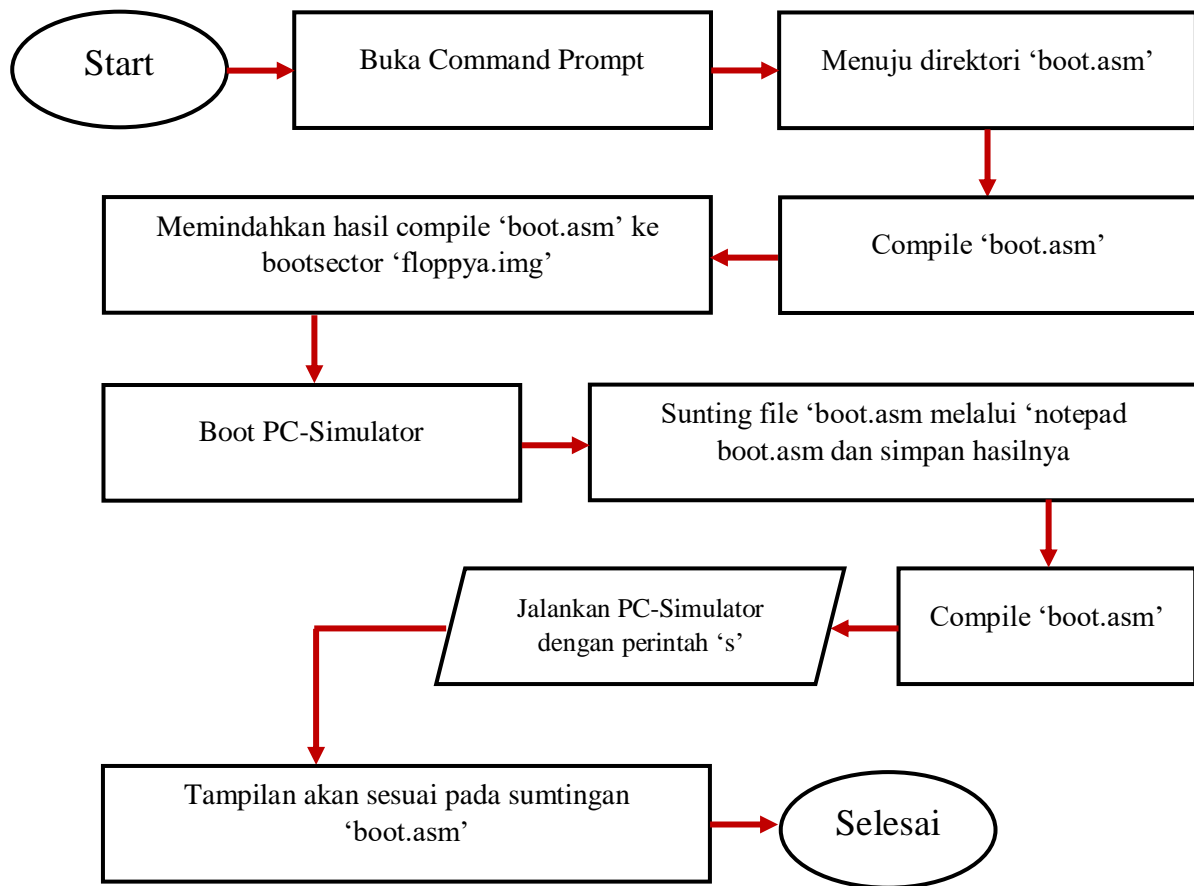 Start
Buka Command Prompt
Menuju direktori ‘boot.asm’
Compile ‘boot.asm’
Memindahkan hasil compile ‘boot.asm’ ke
bootsector ‘floppya.img’
Boot PC-Simulator
Sunting file ‘boot.asm melalui ‘notepad
boot.asm dan simpan hasilnya
Compile ‘boot.asm’
Jalankan PC-Simulator
dengan perintah ‘s’
Tampilan akan sesuai pada sumtingan
‘boot.asm’
Selesai